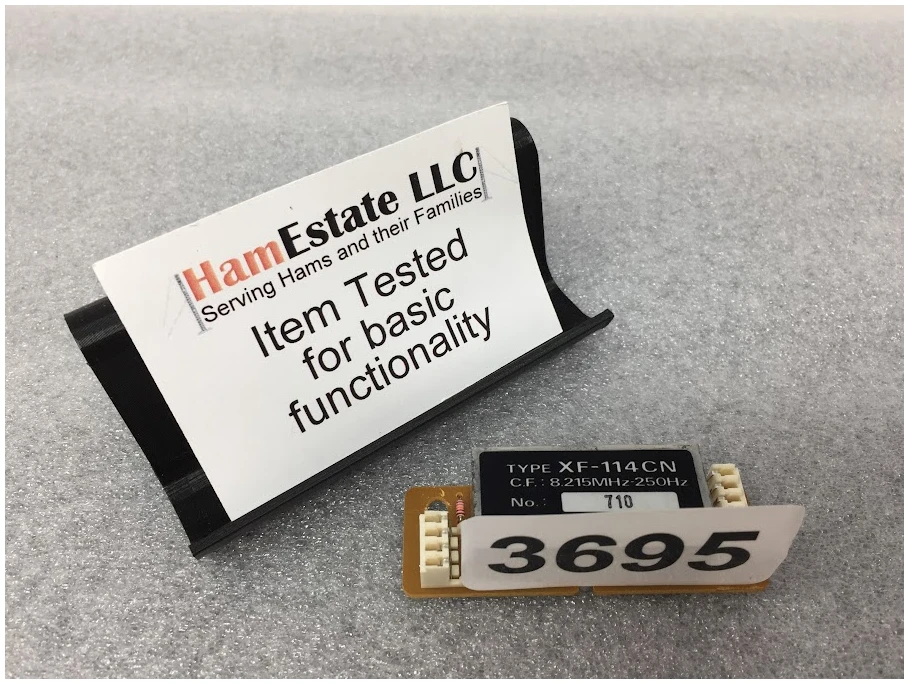 HamEstate LLC
Serving Hams and their Families
Item Tested
for basic
functionality
TYPE XF-114CN
C.F.: 8.215MHz-250Hz
No.: 710
3695